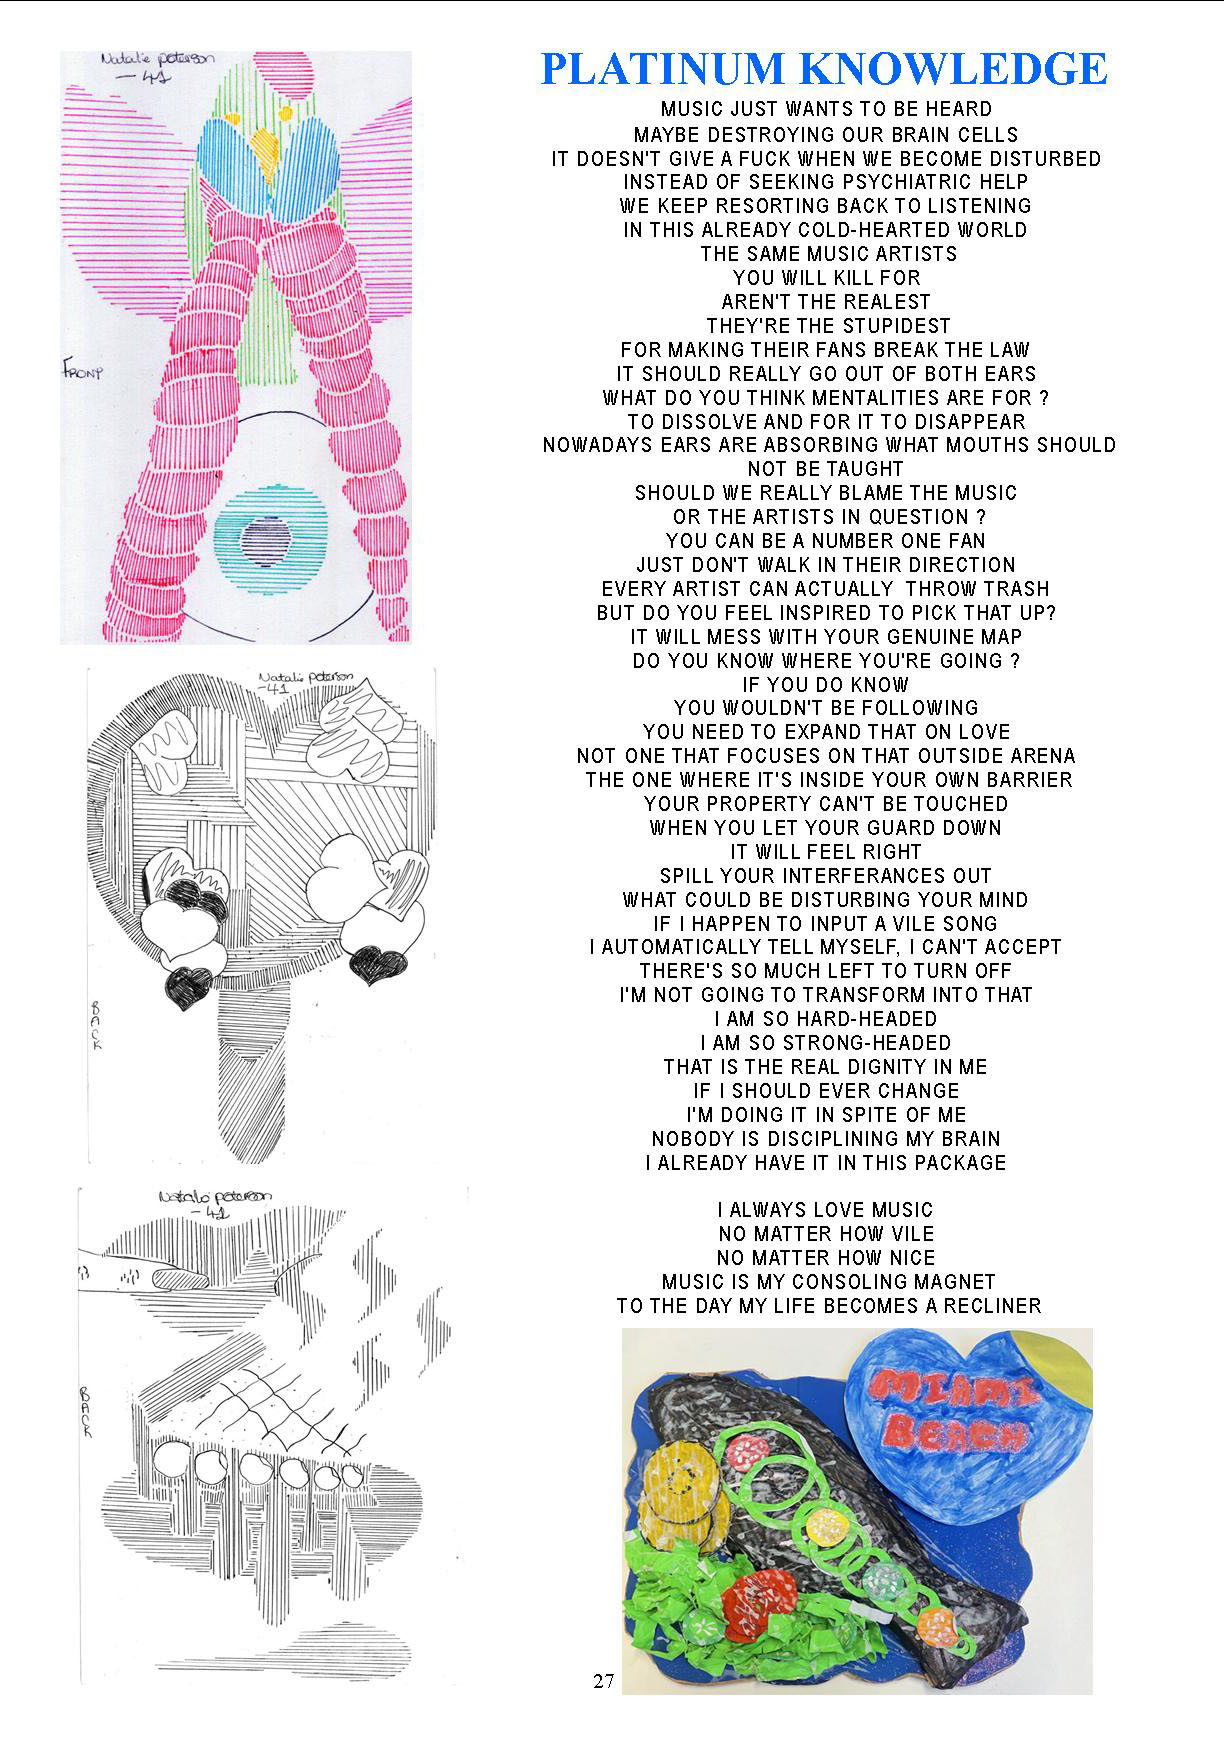 Natalie peterson
-41
FRONT
Natalie peterson
-41
BACK
Natalie peterson
-41
BACK
PLATINUM KNOWLEDGE
MUSIC JUST WANTS TO BE HEARD
MAYBE DESTROYING OUR BRAIN CELLS
IT DOESN'T GIVE A FUCK WHEN WE BECOME DISTURBED
INSTEAD OF SEEKING PSYCHIATRIC HELP
WE KEEP RESORTING BACK TO LISTENING
IN THIS ALREADY COLD-HEARTED WORLD
THE SAME MUSIC ARTISTS
YOU WILL KILL FOR
AREN'T THE REALEST
THEY'RE THE STUPIDEST
FOR MAKING THEIR FANS BREAK THE LAW
IT SHOULD REALLY GO OUT OF BOTH EARS
WHAT DO YOU THINK MENTALITIES ARE FOR ?
TO DISSOLVE AND FOR IT TO DISAPPEAR
NOWADAYS EARS ARE ABSORBING WHAT MOUTHS SHOULD
NOT BE TAUGHT
SHOULD WE REALLY BLAME THE MUSIC
OR THE ARTISTS IN QUESTION ?
YOU CAN BE A NUMBER ONE FAN
JUST DON'T WALK IN THEIR DIRECTION
EVERY ARTIST CAN ACTUALLY THROW TRASH
BUT DO YOU FEEL INSPIRED TO PICK THAT UP?
IT WILL MESS WITH YOUR GENUINE MAP
DO YOU KNOW WHERE YOU'RE GOING ?
IF YOU DO KNOW
YOU WOULDN'T BE FOLLOWING
YOU NEED TO EXPAND THAT ON LOVE
NOT ONE THAT FOCUSES ON THAT OUTSIDE ARENA
THE ONE WHERE IT'S INSIDE YOUR OWN BARRIER
YOUR PROPERTY CAN'T BE TOUCHED
WHEN YOU LET YOUR GUARD DOWN
IT WILL FEEL RIGHT
SPILL YOUR INTERFERANCES OUT
WHAT COULD BE DISTURBING YOUR MIND
IF I HAPPEN TO INPUT A VILE SONG
I AUTOMATICALLY TELL MYSELF, I CAN'T ACCEPT
THERE'S SO MUCH LEFT TO TURN OFF
I'M NOT GOING TO TRANSFORM INTO THAT
I AM SO HARD-HEADED
I AM SO STRONG-HEADED
THAT IS THE REAL DIGNITY IN ME
IF I SHOULD EVER CHANGE
I'M DOING IT IN SPITE OF ME
NOBODY IS DISCIPLINING MY BRAIN
I ALREADY HAVE IT IN THIS PACKAGE
I ALWAYS LOVE MUSIC
NO MATTER HOW VILE
NO MATTER HOW NICE
MUSIC IS MY CONSOLING MAGNET
TO THE DAY MY LIFE BECOMES A RECLINER
MIAMI
BEACH
27